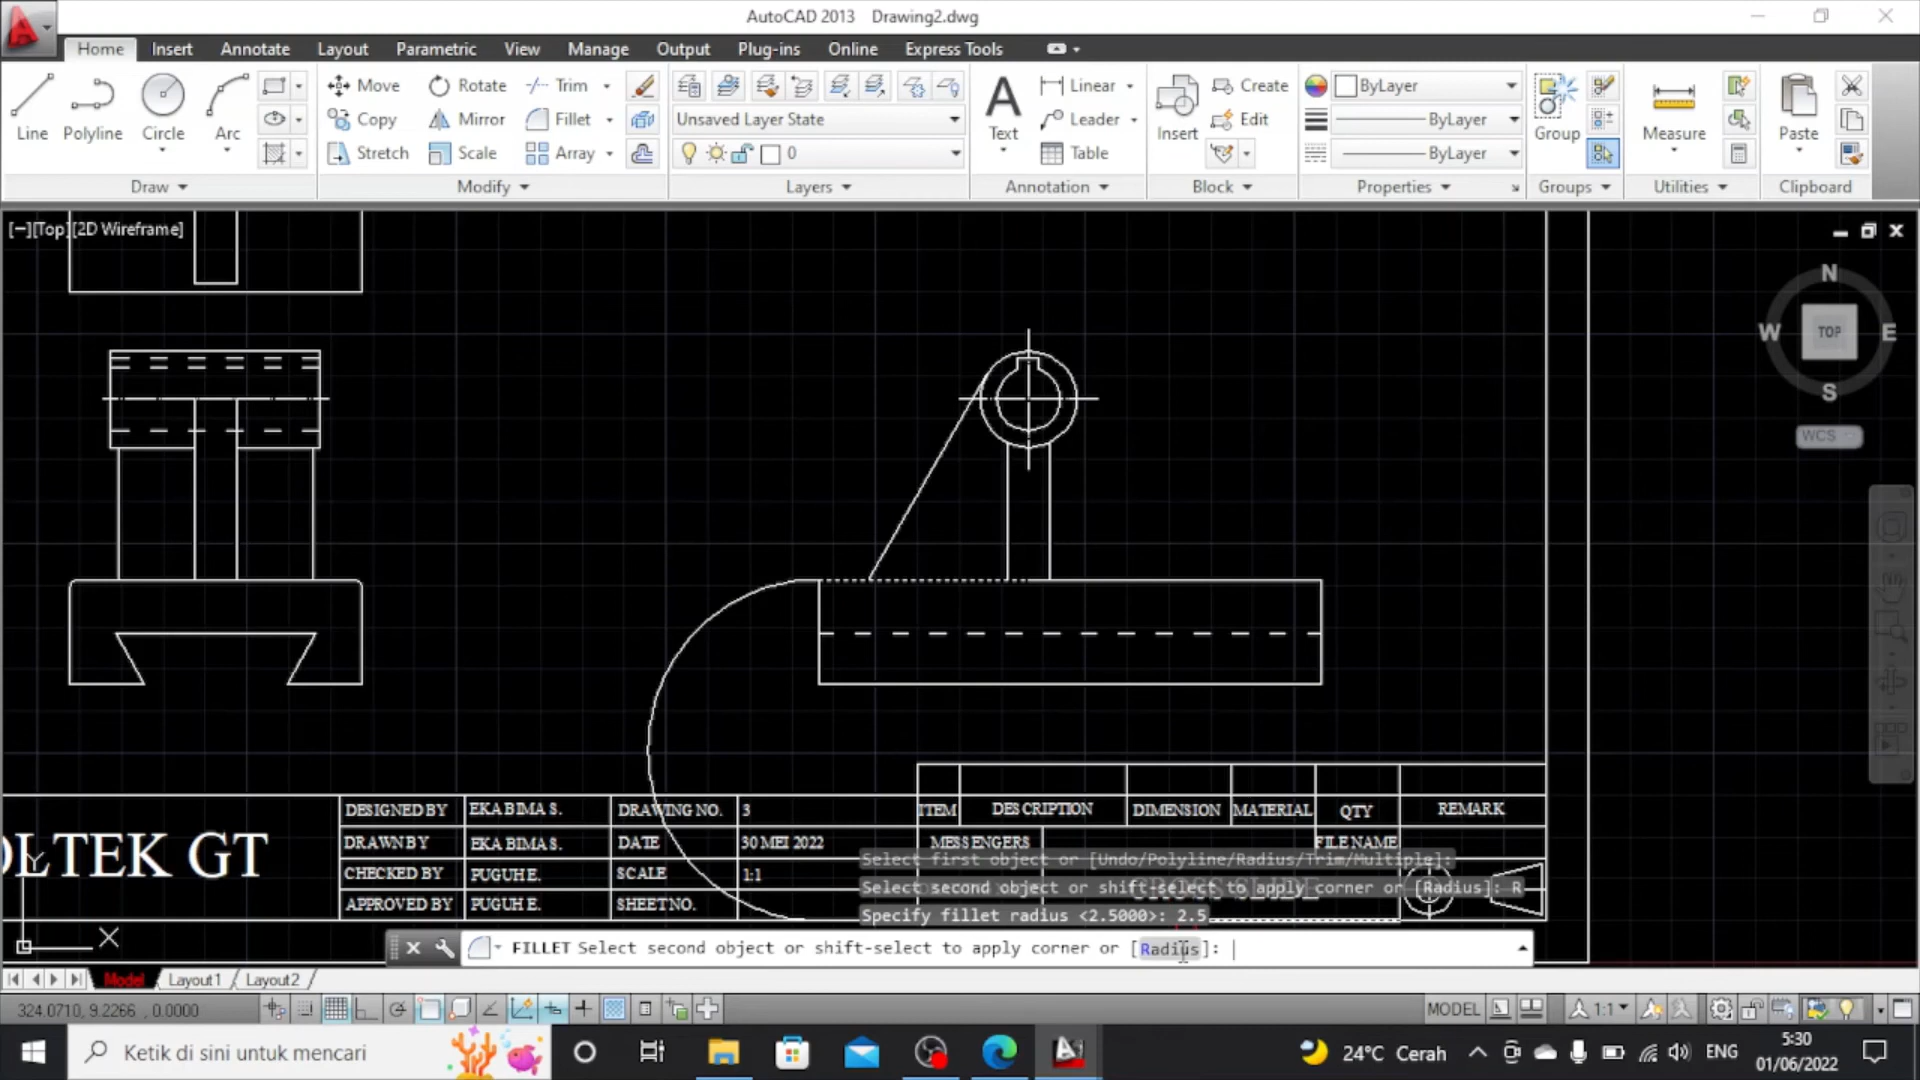 AutoCAD 2013 Drawing2.dwg
Home Insert Annotate Layout Parametric View Manage Output Plug-ins Online Express Tools
Line Polyline Circle Arc
Move Rotate Trim
Copy Mirror Fillet
Stretch Scale Array
Draw Modify
Unsaved Layer State
0
Layers
Text Linear
Leader
Table
Annotation
Insert Create
Edit
Block
ByLayer
ByLayer
ByLayer
Properties
Group
Groups
Measure
Utilities
Paste
Clipboard
[−][Top][2D Wireframe]
N
W TOP E
S
WCS
OLTEK GT
DESIGNED BY EKA BIMA S. DRAWING NO. 3
DRAWN BY EKA BIMA S. DATE 30 MEI 2022
CHECKED BY PUGUH E. SCALE 1:1
APPROVED BY PUGUH E. SHEET NO.
ITEM DESCRIPTION DIMENSION MATERIAL QTY REMARK
MESSENGERS FILE NAME
CROSS SLIDE
Select first object or [Undo/Polyline/Radius/Trim/Multiple]:
Select second object or shift-select to apply corner or [Radius]: R
Specify fillet radius <2.5000>: 2.5
FILLET Select second object or shift-select to apply corner or [Radius]:
Y
X
Model Layout1 Layout2
324.0710, 9.2266 , 0.0000
MODEL 1:1
Ketik di sini untuk mencari
24°C Cerah
ENG
5:30
01/06/2022